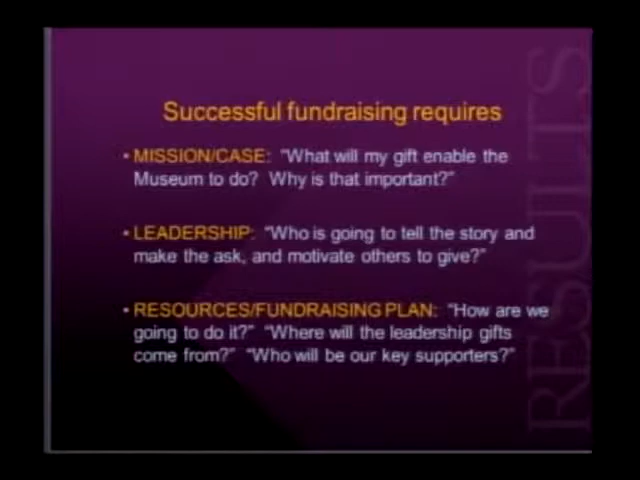 Successful fundraising requires
• MISSION/CASE: "What will my gift enable the
Museum to do? Why is that important?"
• LEADERSHIP: "Who is going to tell the story and
make the ask, and motivate others to give?"
• RESOURCES/FUNDRAISING PLAN: "How are we
going to do it?" "Where will the leadership gifts
come from?" "Who will be our key supporters?"
RESULTS